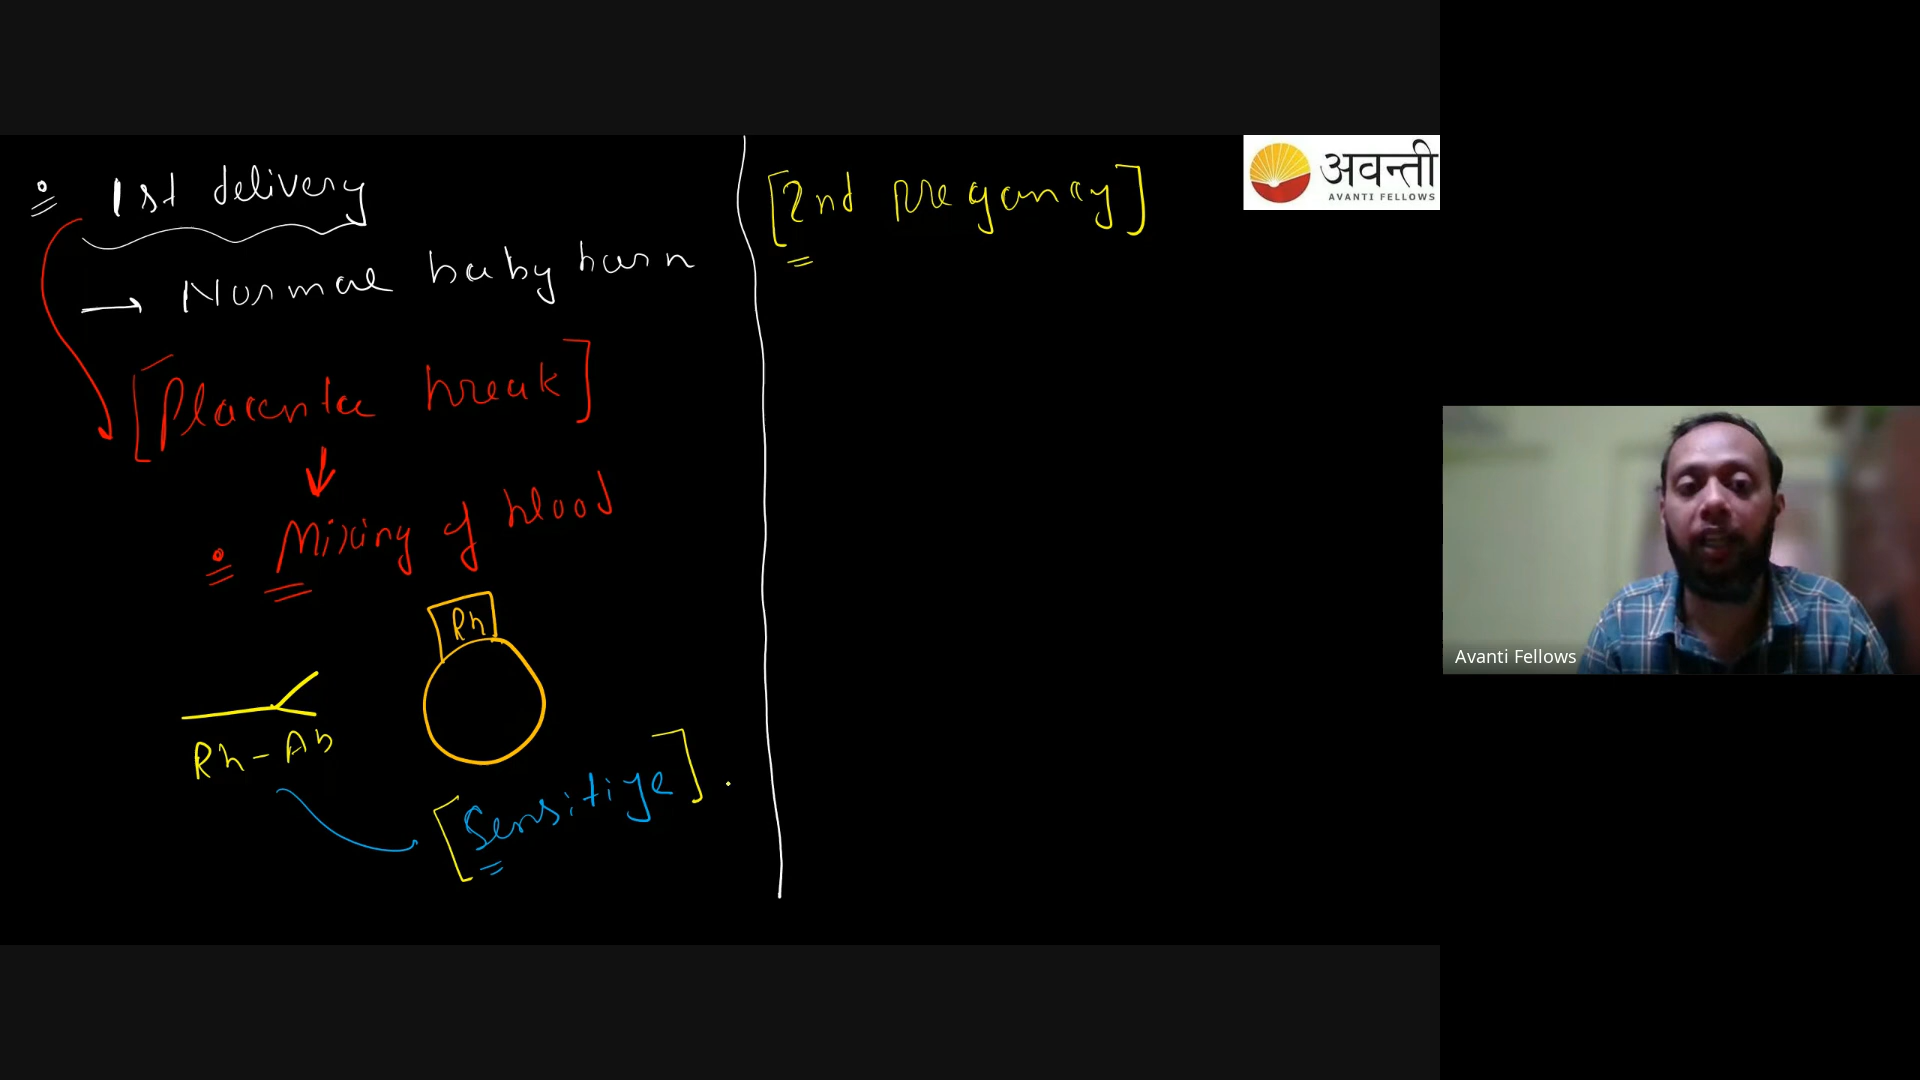 1st delivery
→ Normal baby born
[Placenta break]
Mixing of blood
Rh
Rh-Ab
[Sensitize].
[2nd Pregancy]
अवन्ती
AVANTI FELLOWS
Avanti Fellows